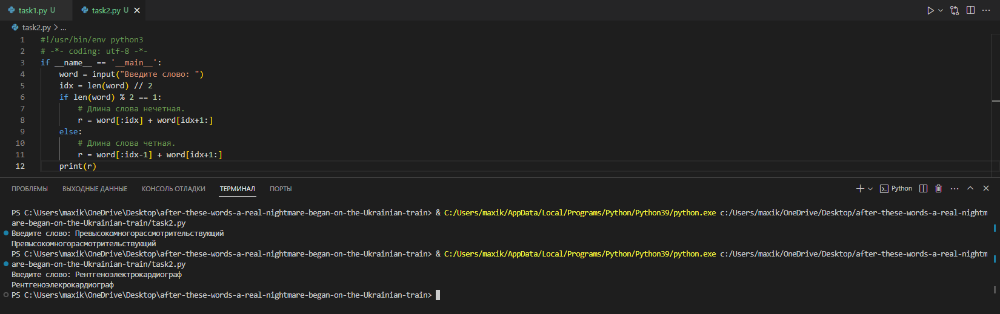 task1.py U task2.py U
task2.py > ...
1 #!/usr/bin/env python3
2 # -*- coding: utf-8 -*-
3 if __name__ == '__main__':
4 word = input("Введите слово: ")
5 idx = len(word) // 2
6 if len(word) % 2 == 1:
7 # Длина слова нечетная.
8 r = word[:idx] + word[idx+1:]
9 else:
10 # Длина слова четная.
11 r = word[:idx-1] + word[idx+1:]
12 print(r)
ПРОБЛЕМЫ ВЫХОДНЫЕ ДАННЫЕ КОНСОЛЬ ОТЛАДКИ ТЕРМИНАЛ ПОРТЫ Python
PS C:\Users\maxik\OneDrive\Desktop\after-these-words-a-real-nightmare-began-on-the-Ukrainian-train> & C:/Users/maxik/AppData/Local/Programs/Python/Python39/python.exe c:/Users/maxik/OneDrive/Desktop/after-these-words-a-real-nightm
are-began-on-the-Ukrainian-train/task2.py
Введите слово: Превысокомногорассмотрительствующий
Превысокомногорасмотрительствующий
PS C:\Users\maxik\OneDrive\Desktop\after-these-words-a-real-nightmare-began-on-the-Ukrainian-train> & C:/Users/maxik/AppData/Local/Programs/Python/Python39/python.exe c:/Users/maxik/OneDrive/Desktop/after-these-words-a-real-nightm
are-began-on-the-Ukrainian-train/task2.py
Введите слово: Рентгеноэлектрокардиограф
Рентгеноэлекрокардиограф
PS C:\Users\maxik\OneDrive\Desktop\after-these-words-a-real-nightmare-began-on-the-Ukrainian-train>